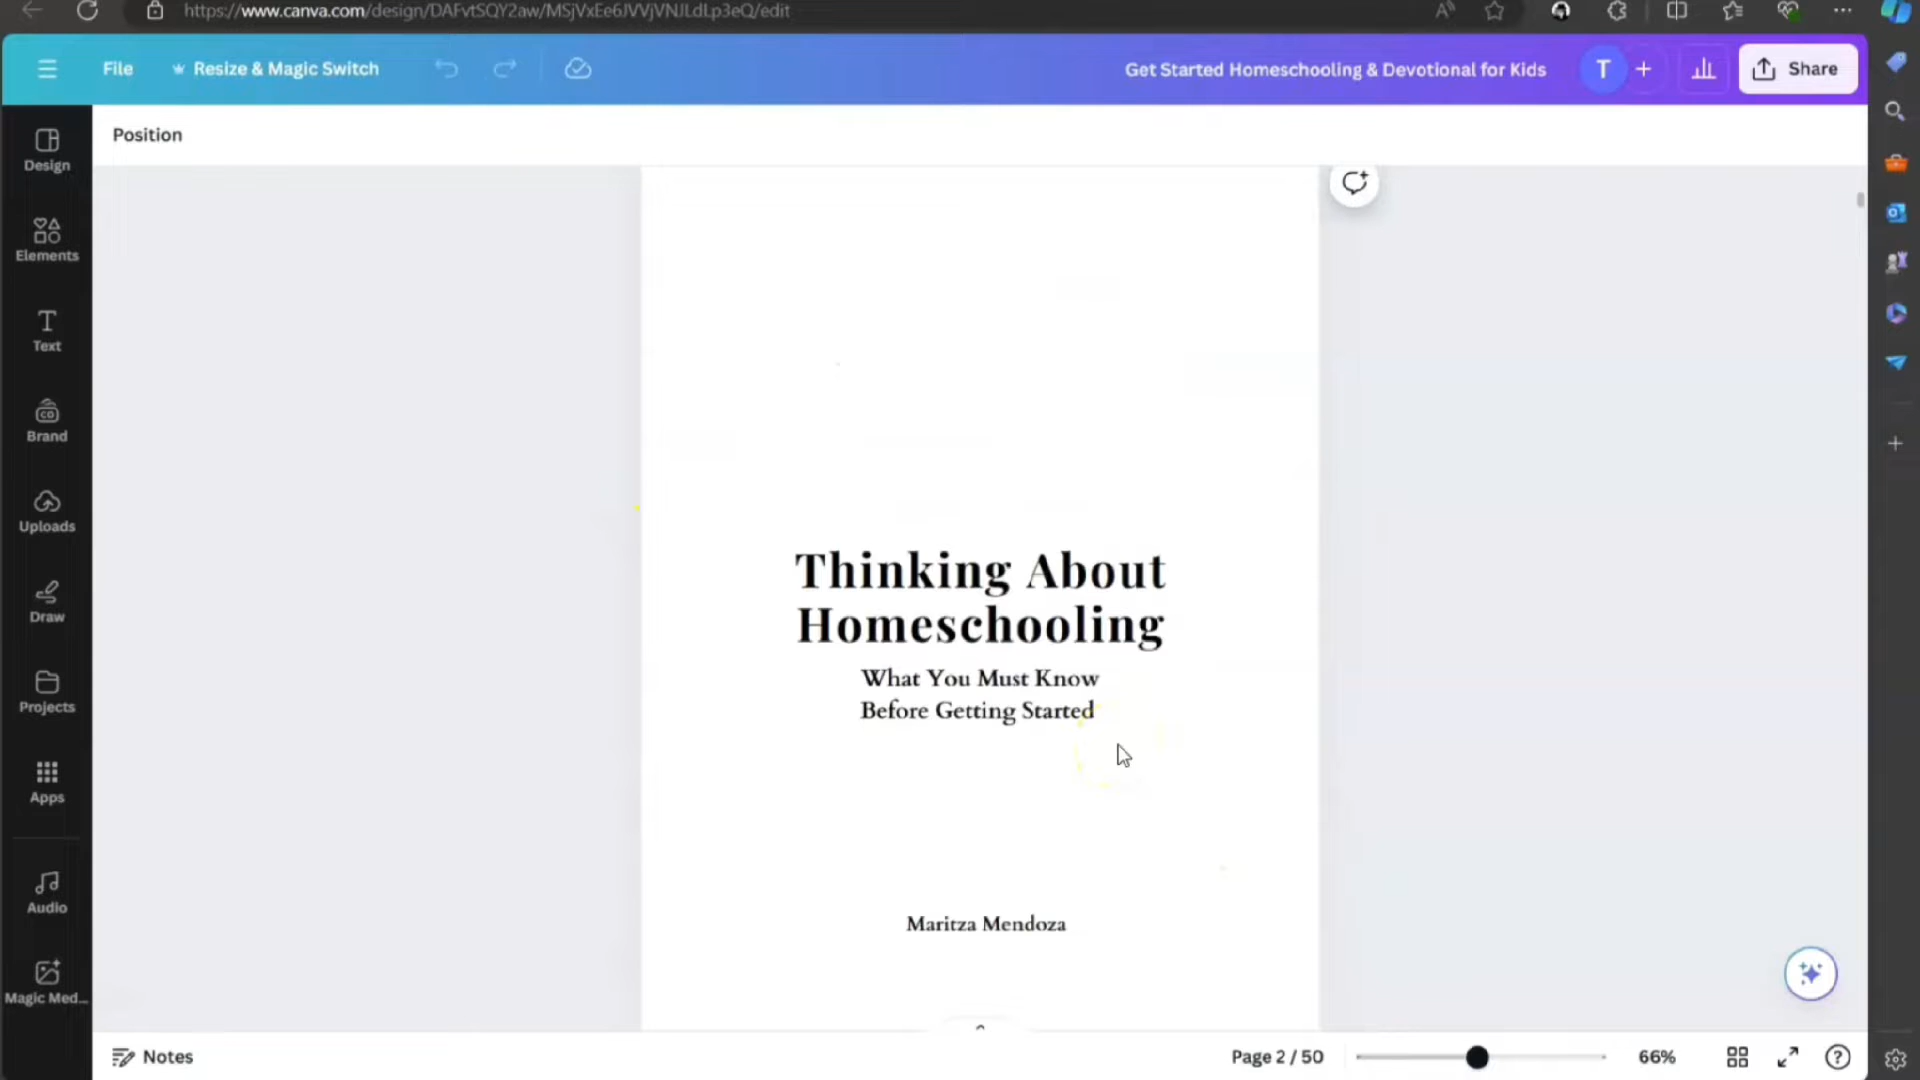 https://www.canva.com/design/DAFvtSQY2aw/MSjVxEe6JVVjVNJLdLp3eQ/edit
File
Resize & Magic Switch
Get Started Homeschooling & Devotional for Kids
T
Share
Position
Design
Elements
Text
Brand
Uploads
Draw
Projects
Apps
Audio
Magic Med...
Thinking About
Homeschooling
What You Must Know
Before Getting Started
Maritza Mendoza
Notes
Page 2 / 50
66%